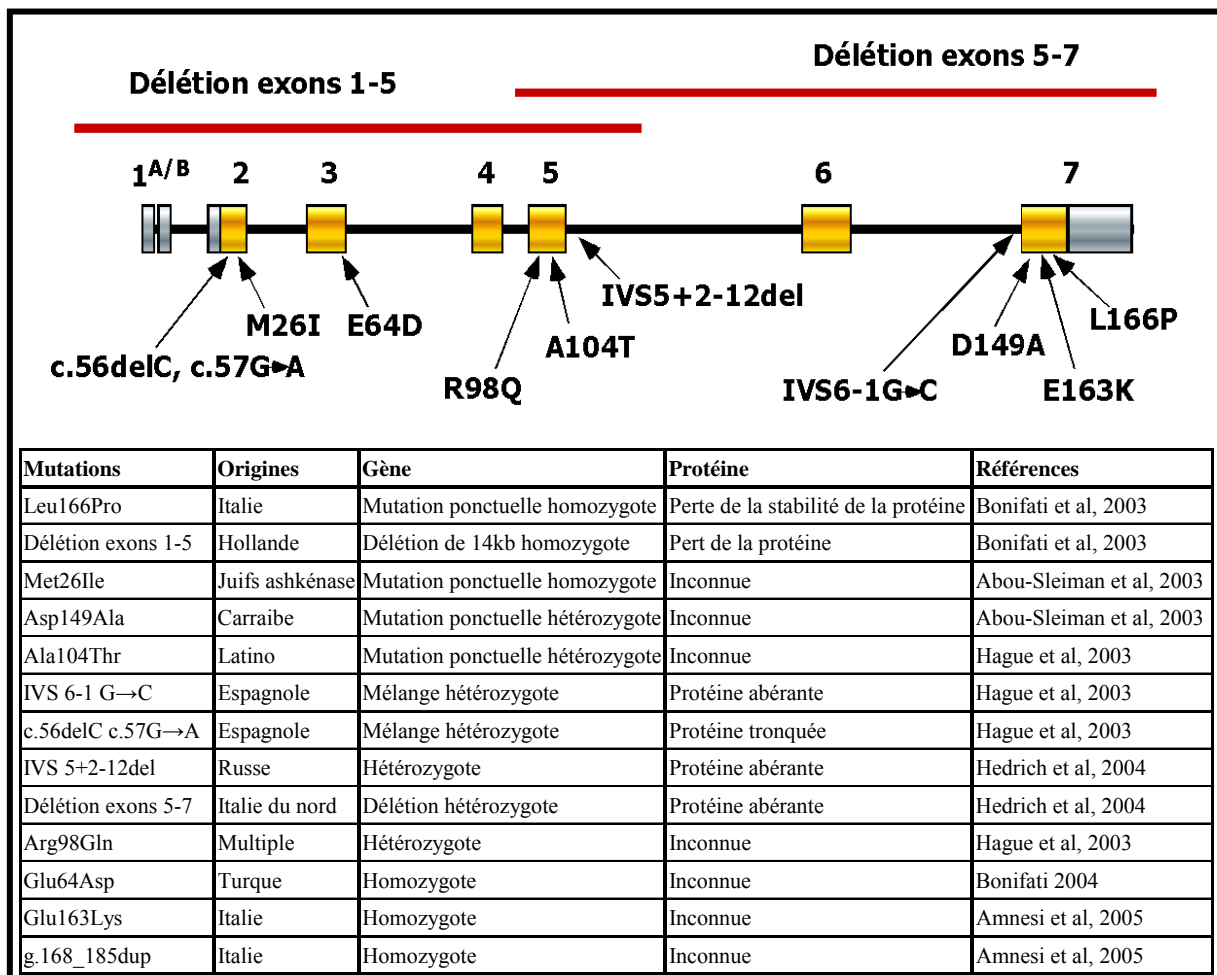 Délétion exons 5-7
Délétion exons 1-5
1A/B 2 3 4 5 6 7
IVS5+2-12del
M26I E64D
L166P
A104T
D149A
c.56delC, c.57G►A
R98Q
IVS6-1G►C
E163K
Mutations Origines Gène Protéine Références
Leu166Pro Italie Mutation ponctuelle homozygote Perte de la stabilité de la protéine Bonifati et al, 2003
Délétion exons 1-5 Hollande Délétion de 14kb homozygote Pert de la protéine Bonifati et al, 2003
Met26Ile Juifs ashkénase Mutation ponctuelle homozygote Inconnue Abou-Sleiman et al, 2003
Asp149Ala Carraibe Mutation ponctuelle hétérozygote Inconnue Abou-Sleiman et al, 2003
Ala104Thr Latino Mutation ponctuelle hétérozygote Inconnue Hague et al, 2003
IVS 6-1 G→C Espagnole Mélange hétérozygote Protéine abérante Hague et al, 2003
c.56delC c.57G→A Espagnole Mélange hétérozygote Protéine tronquée Hague et al, 2003
IVS 5+2-12del Russe Hétérozygote Protéine abérante Hedrich et al, 2004
Délétion exons 5-7 Italie du nord Délétion hétérozygote Protéine abérante Hedrich et al, 2004
Arg98Gln Multiple Hétérozygote Inconnue Hague et al, 2003
Glu64Asp Turque Homozygote Inconnue Bonifati 2004
Glu163Lys Italie Homozygote Inconnue Amnesi et al, 2005
g.168_185dup Italie Homozygote Inconnue Amnesi et al, 2005